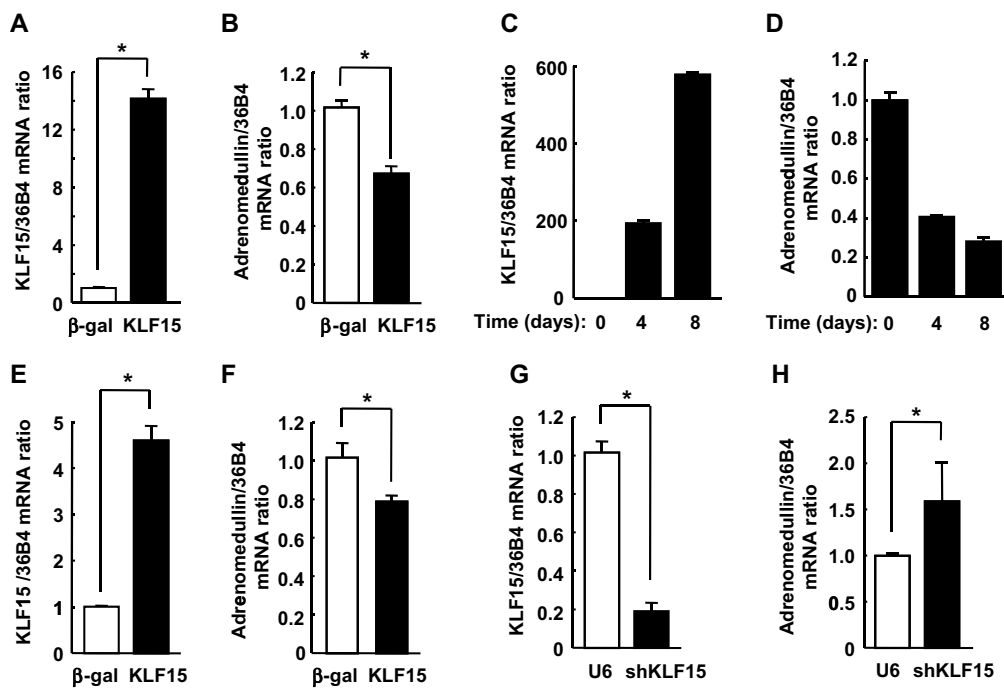 A
KLF15/36B4 mRNA ratio
16
12
8
4
0
*
β-gal KLF15
B
Adrenomedullin/36B4
mRNA ratio
1.2
1.0
0.8
0.6
0.4
0.2
0
*
β-gal KLF15
C
KLF15/36B4 mRNA ratio
600
400
200
0
Time (days): 0 4 8
D
Adrenomedullin/36B4
mRNA ratio
1.2
1.0
0.8
0.6
0.4
0.2
0
Time (days): 0 4 8
E
KLF15 /36B4 mRNA ratio
5
4
3
2
1
0
*
β-gal KLF15
F
Adrenomedullin/36B4
mRNA ratio
1.2
1.0
0.8
0.6
0.4
0.2
0
*
β-gal KLF15
G
KLF15/36B4 mRNA ratio
1.2
1.0
0.8
0.6
0.4
0.2
0
*
U6 shKLF15
H
Adrenomedullin/36B4
mRNA ratio
2.5
2.0
1.5
1.0
0.5
0
*
U6 shKLF15